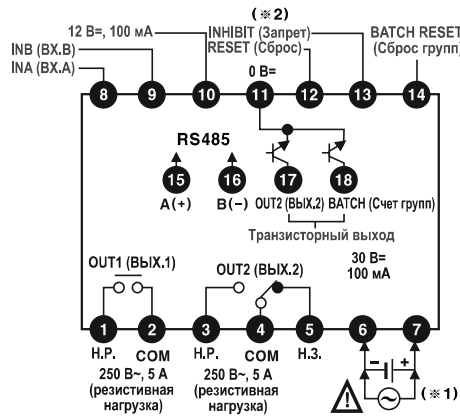 (※2)
12 В=, 100 мА
INHIBIT (Запрет)
BATCH RESET
INB (ВХ.В)
RESET (Сброс)
(Сброс групп)
INA (ВХ.А)
0 В=
8 9 10 11 12 13 14
RS485
15 16 17 18
A(+) B(−) OUT2 (ВЫХ.2) BATCH (Счет групп)
Транзисторный выход
30 В=
100 мА
OUT1 (ВЫХ.1) OUT2 (ВЫХ.2)
1 2 3 4 5 6 7
Н.Р. COM Н.Р. COM Н.З.
− +
250 В~, 5 А 250 В~, 5 А
(резистивная (резистивная
нагрузка) нагрузка)
(※1)